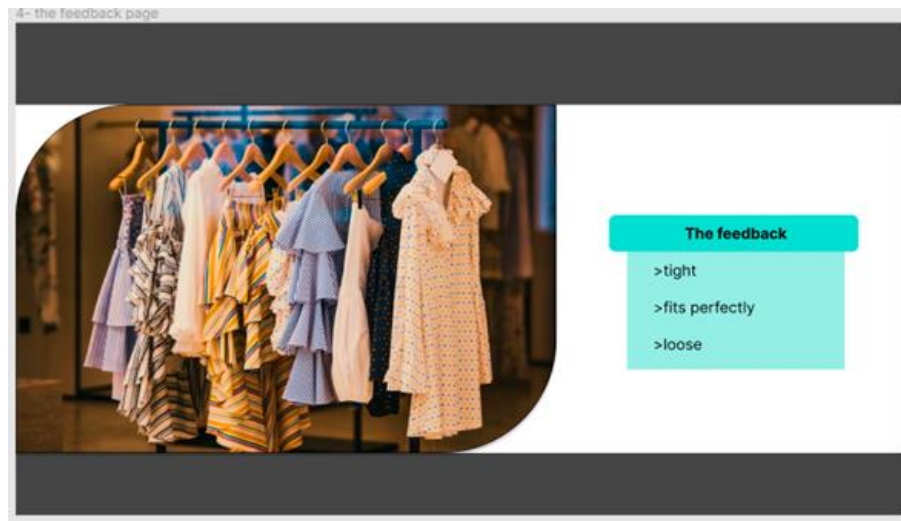 4- the feedback page
The feedback
>tight
>fits perfectly
>loose